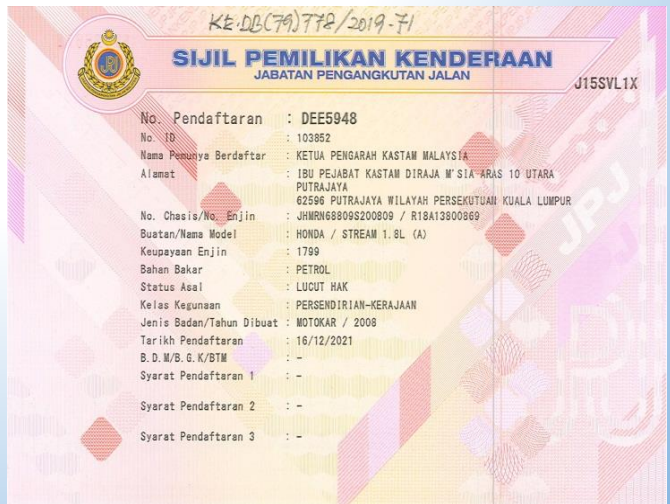 KE.DB(79)778/2019-71
SIJIL PEMILIKAN KENDERAAN
JABATAN PENGANGKUTAN JALAN
J15SVL1X
No. Pendaftaran : DEE5948
No. ID : 103852
Nama Pemunya Berdaftar : KETUA PENGARAH KASTAM MALAYSIA
Alamat : IBU PEJABAT KASTAM DIRAJA M'SIA ARAS 10 UTARA
PUTRAJAYA
62596 PUTRAJAYA WILAYAH PERSEKUTUAN KUALA LUMPUR
No. Chasis/No. Enjin : JHMRN68809S200809 / R18A13800869
Buatan/Nama Model : HONDA / STREAM 1.8L (A)
Keupayaan Enjin : 1799
Bahan Bakar : PETROL
Status Asal : LUCUT HAK
Kelas Kegunaan : PERSENDIRIAN-KERAJAAN
Jenis Badan/Tahun Dibuat : MOTOKAR / 2008
Tarikh Pendaftaran : 16/12/2021
B.D.M/B.G.K/BTM : -
Syarat Pendaftaran 1 : -
Syarat Pendaftaran 2 : -
Syarat Pendaftaran 3 : -
JPJ